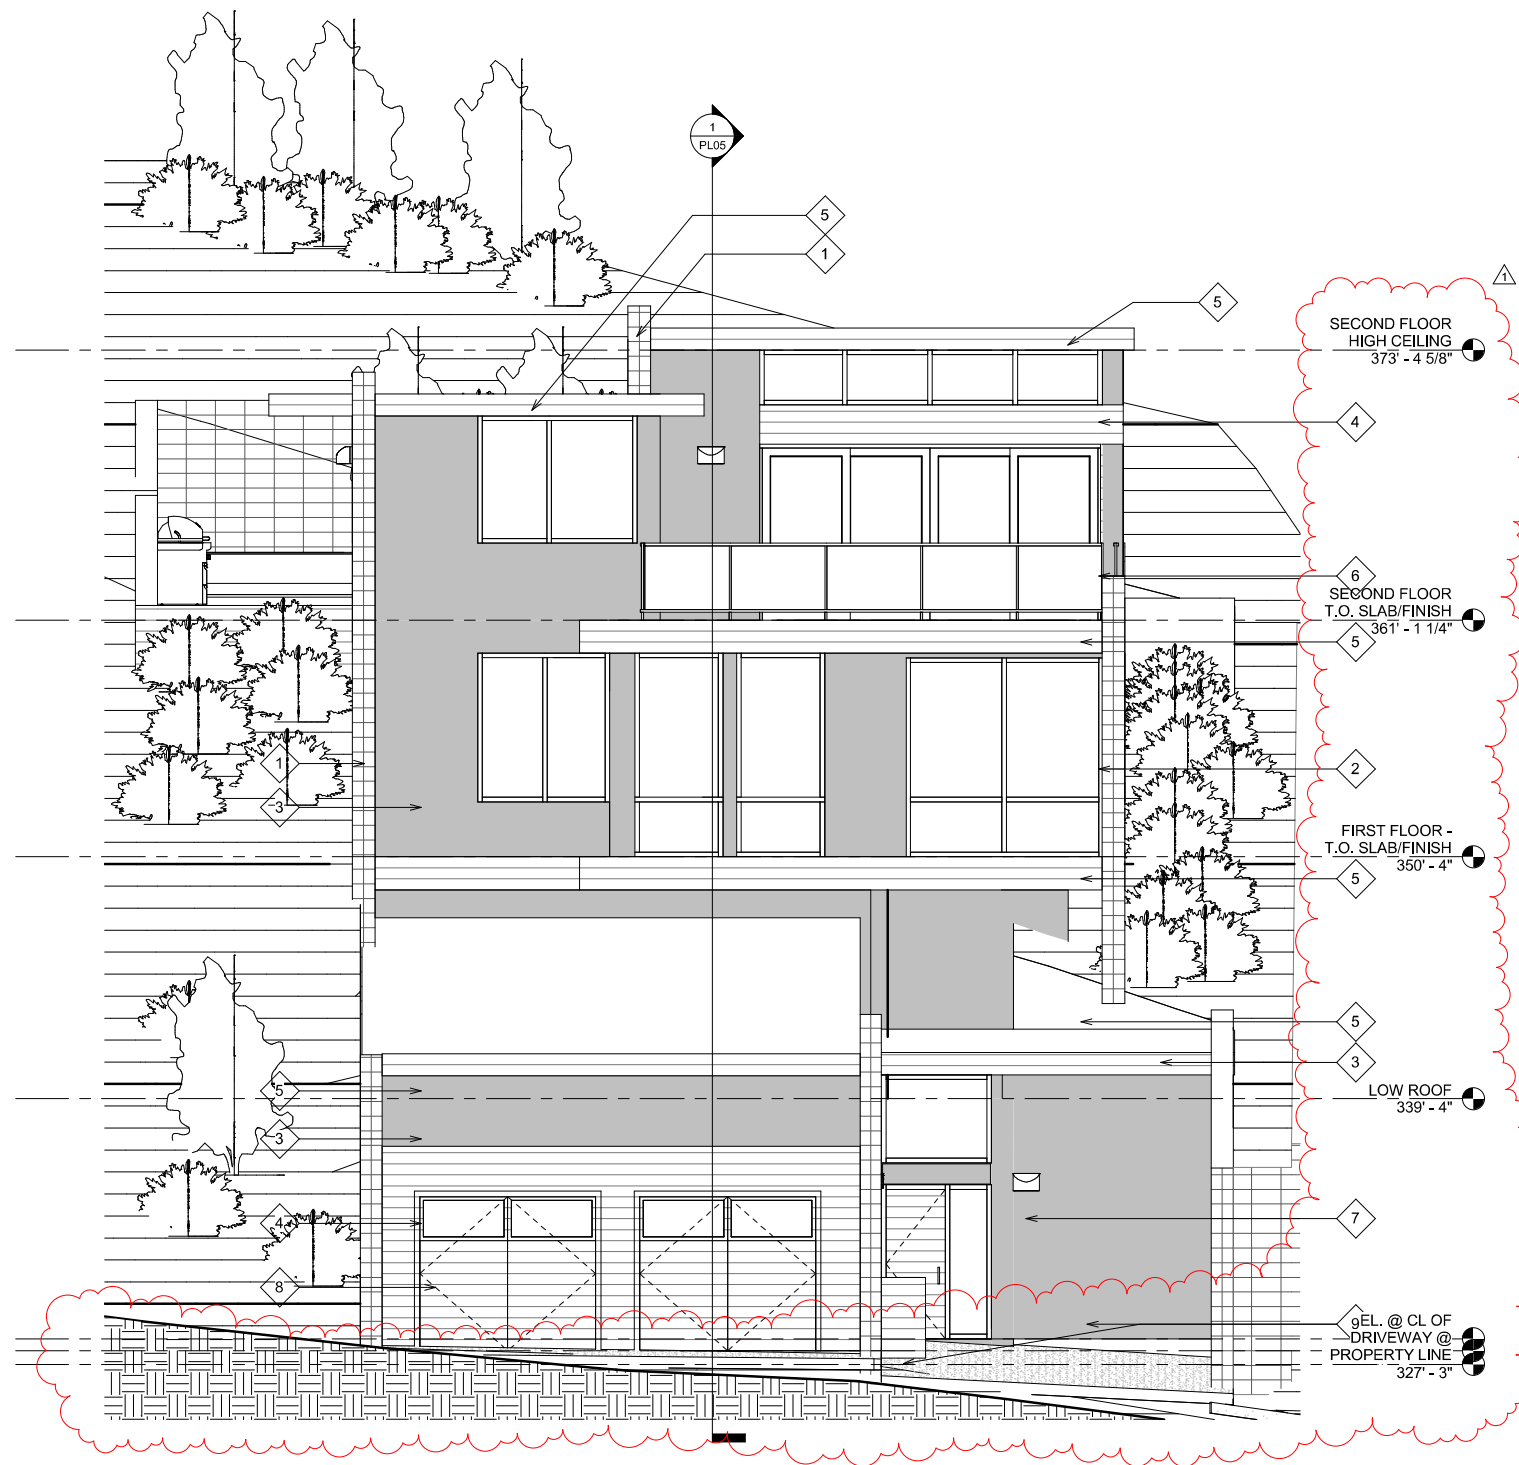 1
PL05
5
1
5
1
SECOND FLOOR
HIGH CEILING
373' - 4 5/8"
4
6
SECOND FLOOR
T.O. SLAB/FINISH
361' - 1 1/4"
5
1
3
2
FIRST FLOOR -
T.O. SLAB/FINISH
350' - 4"
5
5
3
5
LOW ROOF
339' - 4"
3
4
7
8
9
EL. @ CL OF
DRIVEWAY @
PROPERTY LINE
327' - 3"